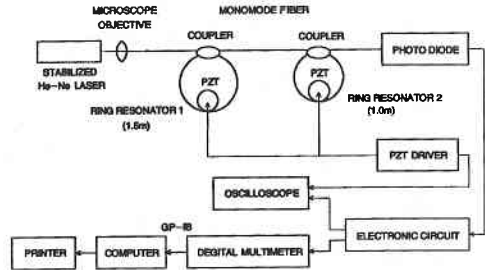 MICROSCOPE
OBJECTIVE
MONOMODE FIBER
COUPLER
COUPLER
PHOTO DIODE
STABILIZED
He-Ne LASER
PZT
PZT
RING RESONATOR 1
(1.5m)
RING RESONATOR 2
(1.0m)
PZT DRIVER
OSCILLOSCOPE
GP-IB
ELECTRONIC CIRCUIT
PRINTER
COMPUTER
DEGITAL MULTIMETER